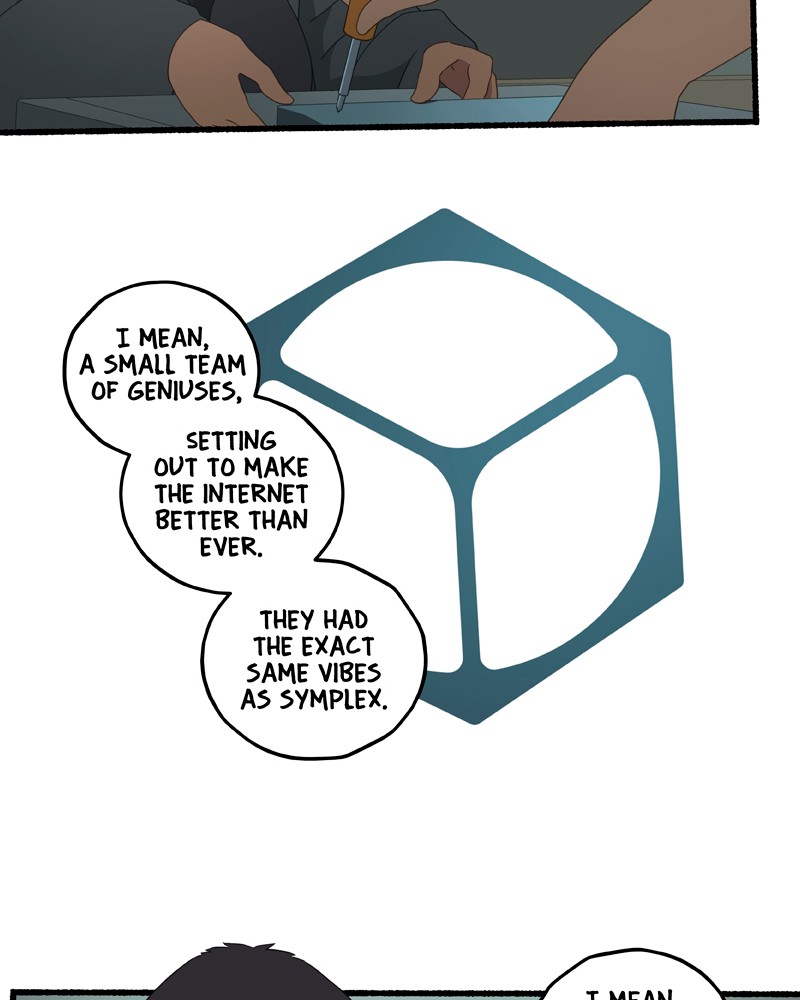 I MEAN,
A SMALL TEAM
OF GENIUSES,
SETTING
OUT TO MAKE
THE INTERNET
BETTER THAN
EVER.
THEY HAD
THE EXACT
SAME VIBES
AS SYMPLEX.
I MEAN